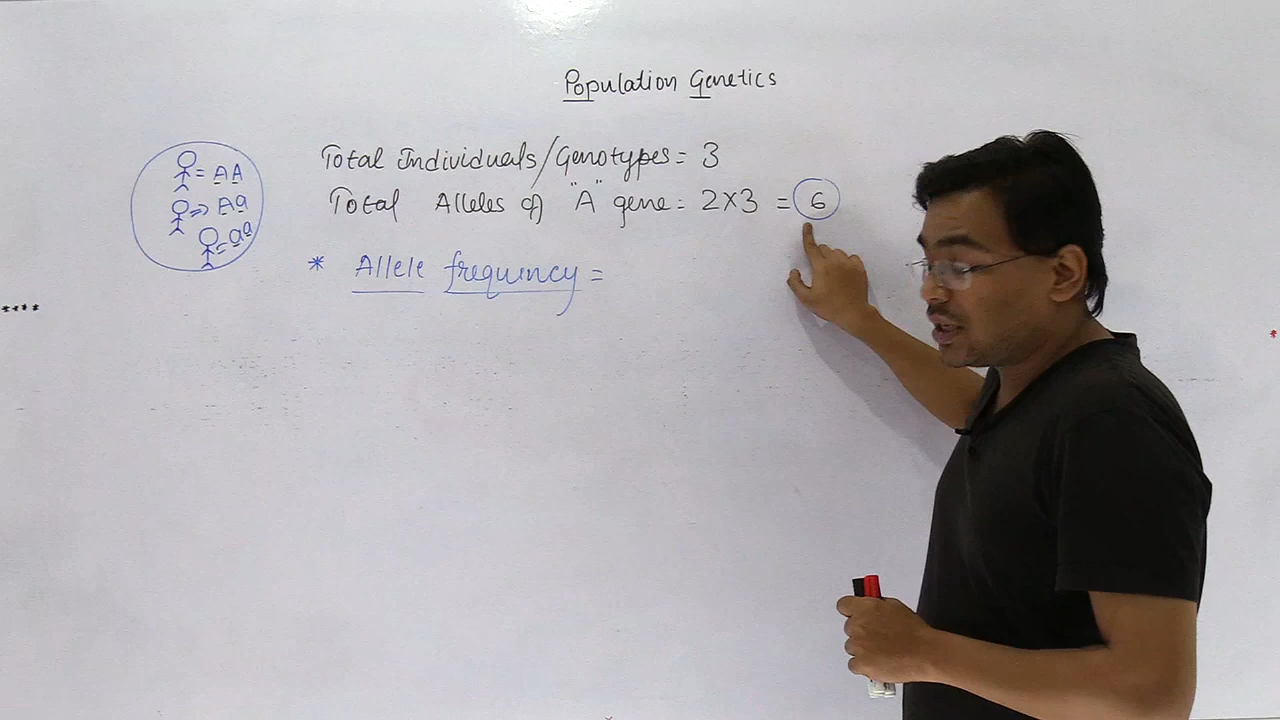 Population Genetics
= AA
=> Aa
= aa
Total Individuals/Genotypes = 3
Total Alleles of "A" gene = 2x3 = 6
* Allele frequency =